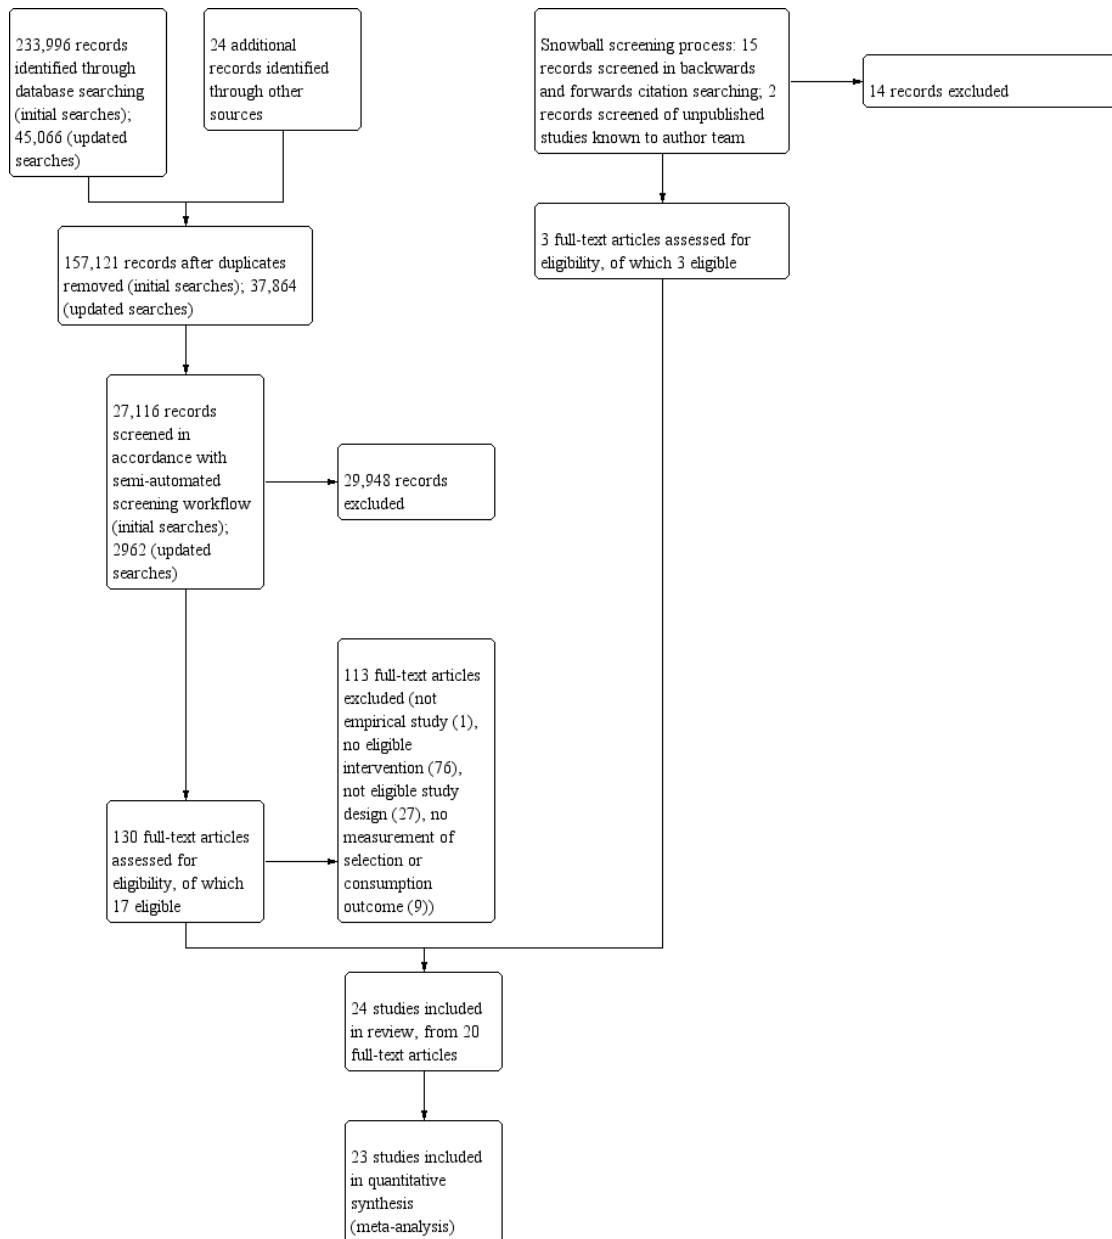 233,996 records
identified through
database searching
(initial searches);
45,066 (updated
searches)
24 additional
records identified
through other
sources
Snowball screening process: 15
records screened in backwards
and forwards citation searching; 2
records screened of unpublished
studies known to author team
14 records excluded
157,121 records after duplicates
removed (initial searches); 37,864
(updated searches)
3 full-text articles assessed for
eligibility, of which 3 eligible
27,116 records
screened in
accordance with
semi-automated
screening workflow
(initial searches);
2962 (updated
searches)
29,948 records
excluded
113 full-text articles
excluded (not
empirical study (1),
no eligible
intervention (76),
not eligible study
design (27), no
measurement of
selection or
consumption
outcome (9))
130 full-text articles
assessed for
eligibility, of which
17 eligible
24 studies included
in review, from 20
full-text articles
23 studies included
in quantitative
synthesis
(meta-analysis)